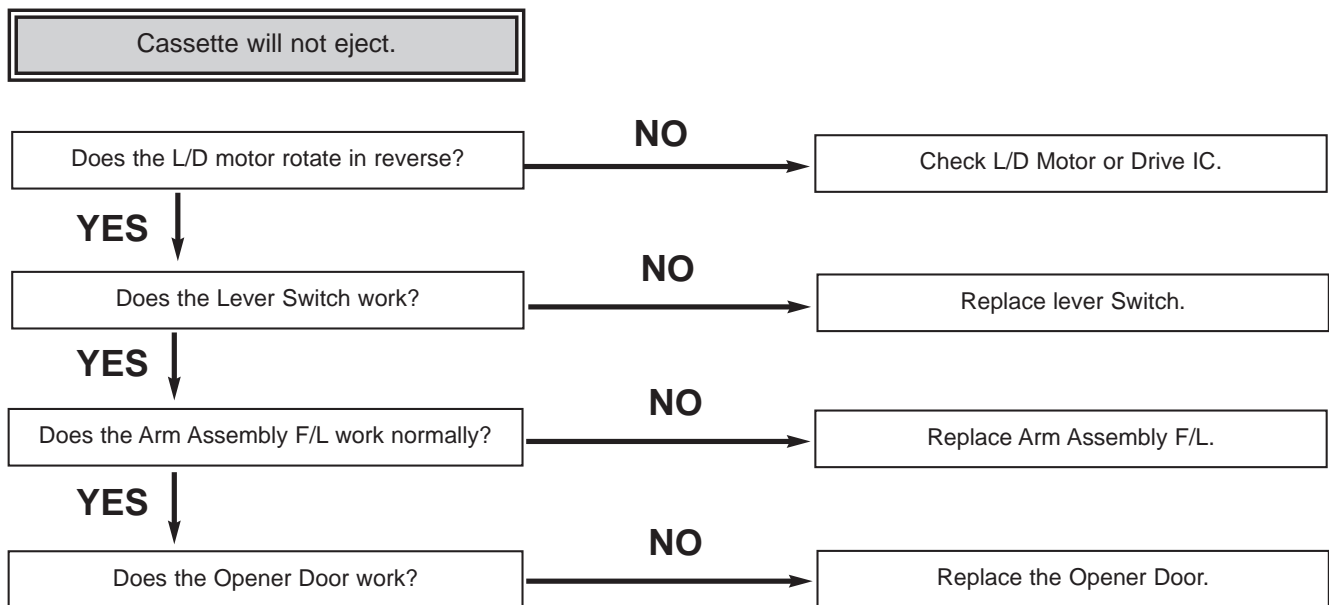 Cassette will not eject.
Does the L/D motor rotate in reverse?
NO
Check L/D Motor or Drive IC.
YES
Does the Lever Switch work?
NO
Replace lever Switch.
YES
Does the Arm Assembly F/L work normally?
NO
Replace Arm Assembly F/L.
YES
Does the Opener Door work?
NO
Replace the Opener Door.